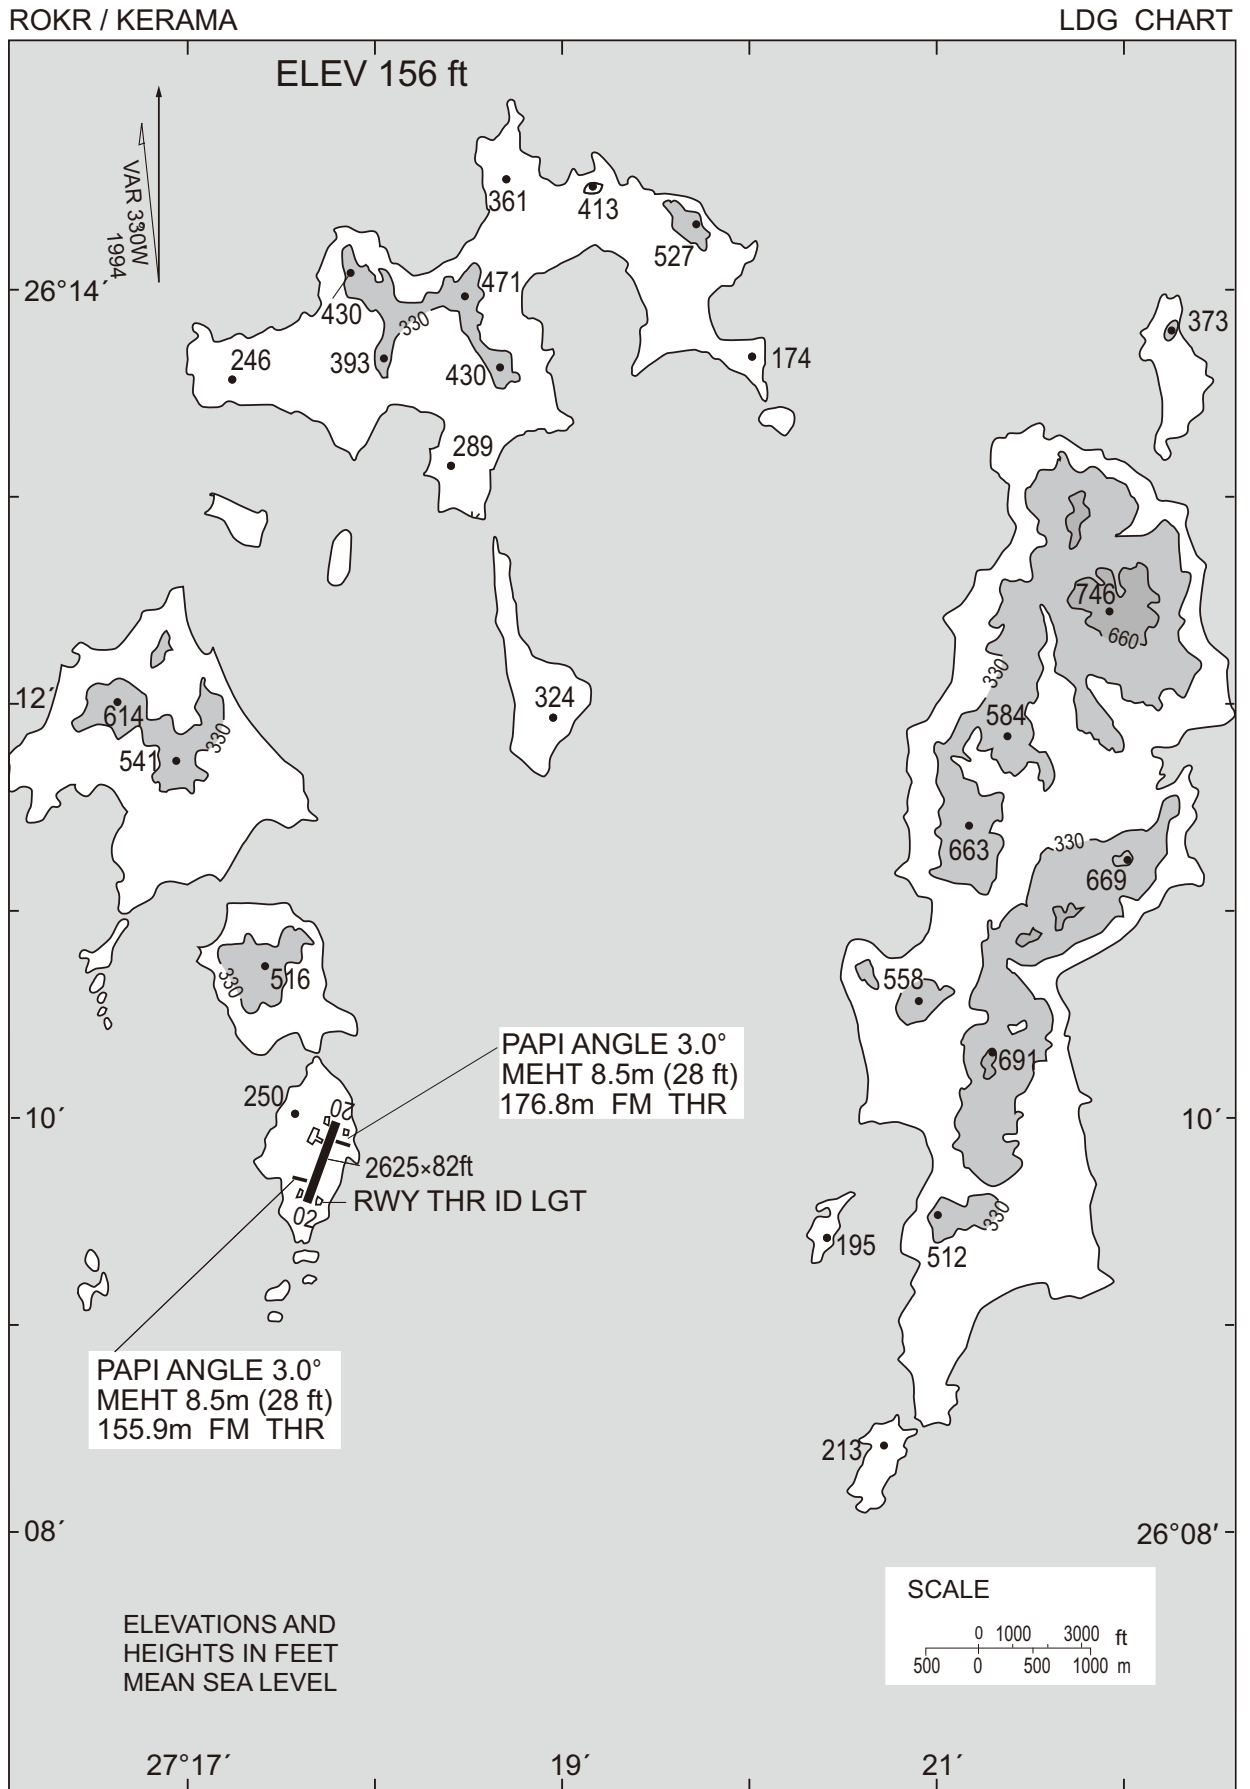 ROKR / KERAMA
LDG CHART
ELEV 156 ft
VAR 330W
1994
361
413
527
26°14´
430
471
330
373
246
393
430
174
289
746
660
330
12´
614
324
584
541
330
663
330
669
330
516
558
PAPI ANGLE 3.0°
MEHT 8.5m (28 ft)
176.8m FM THR
691
250
20
10´
10´
2625×82ft
RWY THR ID LGT
02
330
195
512
PAPI ANGLE 3.0°
MEHT 8.5m (28 ft)
155.9m FM THR
213
08´
26°08′
SCALE
0 1000 3000 ft
500 0 500 1000 m
ELEVATIONS AND
HEIGHTS IN FEET
MEAN SEA LEVEL
27°17´
19´
21´